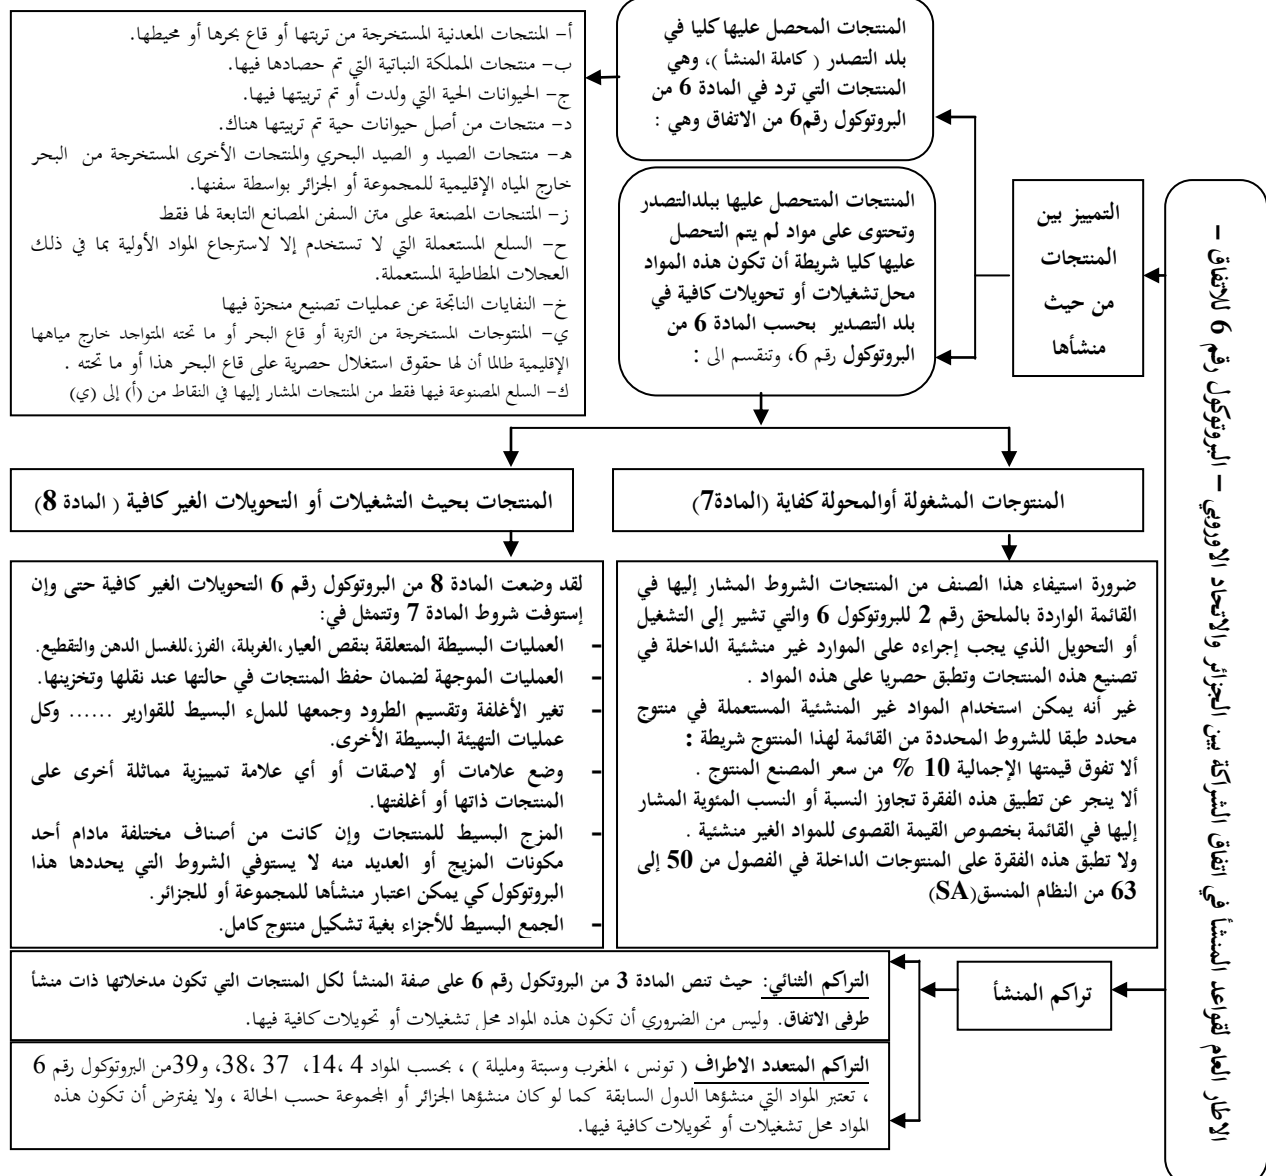 الاطار العام لقواعد المنشأ في اتفاق الشراكة بين الجزائر والاتحاد الاوروبي – البروتوكول رقم 6 للاتفاق –
التمييز بين
المنتجات
من حيث
منشأها
المنتجات المحصل عليها كليا في
بلد التصدر ( كاملة المنشأ )، وهي
المنتجات التي ترد في المادة 6 من
البروتوكول رقم6 من الاتفاق وهي :
أ- المنتجات المعدنية المستخرجة من تربتها أو قاع بحرها أو محيطها.
ب- منتجات المملكة النباتية التي تم حصادها فيها.
ج- الحيوانات الحية التي ولدت أو تم تربيتها فيها.
د- منتجات من أصل حيوانات حية تم تربيتها هناك.
ه- منتجات الصيد و الصيد البحري والمنتجات الأخرى المستخرجة من البحر
خارج المياه الإقليمية للمجموعة أو الجزائر بواسطة سفنها.
ز- المتنجات المصنعة على متن السفن المصانع التابعة لها فقط
ح- السلع المستعملة التي لا تستخدم إلا لاسترجاع المواد الأولية بما في ذلك
العجلات المطاطية المستعملة.
خ- النفايات الناتجة عن عمليات تصنيع منجزة فيها
ي- المنتوجات المستخرجة من التربة أو قاع البحر أو ما تحته المتواجد خارج مياهها
الإقليمية طالما أن لها حقوق استغلال حصرية على قاع البحر هذا أو ما تحته .
ك- السلع المصنوعة فيها فقط من المنتجات المشار إليها في النقاط من (أ) إلى (ي)
المنتجات المتحصل عليها ببلدالتصدر
وتحتوى على مواد لم يتم التحصل
عليها كليا شريطة أن تكون هذه المواد
محل تشغيلات أو تحويلات كافية في
بلد التصدير بحسب المادة 6 من
البروتوكول رقم 6، وتنقسم الى :
المنتوجات المشغولة أوالمحولة كفاية (المادة7)
المنتجات بحيث التشغيلات أو التحويلات الغير كافية ( المادة 8)
ضرورة استيفاء هذا الصنف من المنتجات الشروط المشار إليها في
القائمة الواردة بالملحق رقم 2 للبروتوكول 6 والتي تشير إلى التشغيل
أو التحويل الذي يجب إجراءه على الموارد غير منشئية الداخلة في
تصنيع هذه المنتجات وتطبق حصريا على هذه المواد .
غير أنه يمكن استخدام المواد غير المنشئية المستعملة في منتوج
محدد طبقا للشروط المحددة من القائمة لهذا المنتوج شريطة :
ألا تفوق قيمتها الإجمالية 10 % من سعر المصنع المنتوج .
ألا ينجر عن تطبيق هذه الفقرة تجاوز النسبة أو النسب المئوية المشار
إليها في القائمة بخصوص القيمة القصوى للمواد الغير منشئية .
ولا تطبق هذه الفقرة على المنتوجات الداخلة في الفصول من 50 إلى
63 من النظام المنسق(SA)
لقد وضعت المادة 8 من البروتوكول رقم 6 التحويلات الغير كافية حتى وإن
إستوفت شروط المادة 7 وتتمثل في:
- العمليات البسيطة المتعلقة بنقص العيار،الغربلة، الفرز،للغسل الدهن والتقطيع.
- العمليات الموجهة لضمان حفظ المنتجات في حالتها عند نقلها وتخزينها.
- تغير الأغلفة وتقسيم الطرود وجمعها للملء البسيط للقوارير ...... وكل
عمليات التهيئة البسيطة الأخرى.
- وضع علامات أو لاصقات أو أي علامة تمييزية مماثلة أخرى على
المنتجات ذاتها أو أغلفتها.
- المزج البسيط للمنتجات وإن كانت من أصناف مختلفة مادام أحد
مكونات المزيج أو العديد منه لا يستوفي الشروط التي يحددها هذا
البروتوكول كي يمكن اعتبار منشأها للمجموعة أو للجزائر.
- الجمع البسيط للأجزاء بغية تشكيل منتوج كامل.
تراكم المنشأ
التراكم الثنائي: حيث تنص المادة 3 من البروتكول رقم 6 على صفة المنشأ لكل المنتجات التي تكون مدخلاتها ذات منشأ
طرفى الاتفاق. وليس من الضروري أن تكون هذه المواد محل تشغيلات أو تحويلات كافية فيها.
التراكم المتعدد الاطراف ( تونس ، المغرب وسبتة ومليلة ) ، بحسب المواد 4 ،14، 37 ،38، و39من البروتوكول رقم 6
، تعتبر المواد التي منشؤها الدول السابقة كما لو كان منشؤها الجزائر أو المجموعة حسب الحالة ، ولا يفترض أن تكون هذه
المواد محل تشغيلات أو تحويلات كافية فيها.